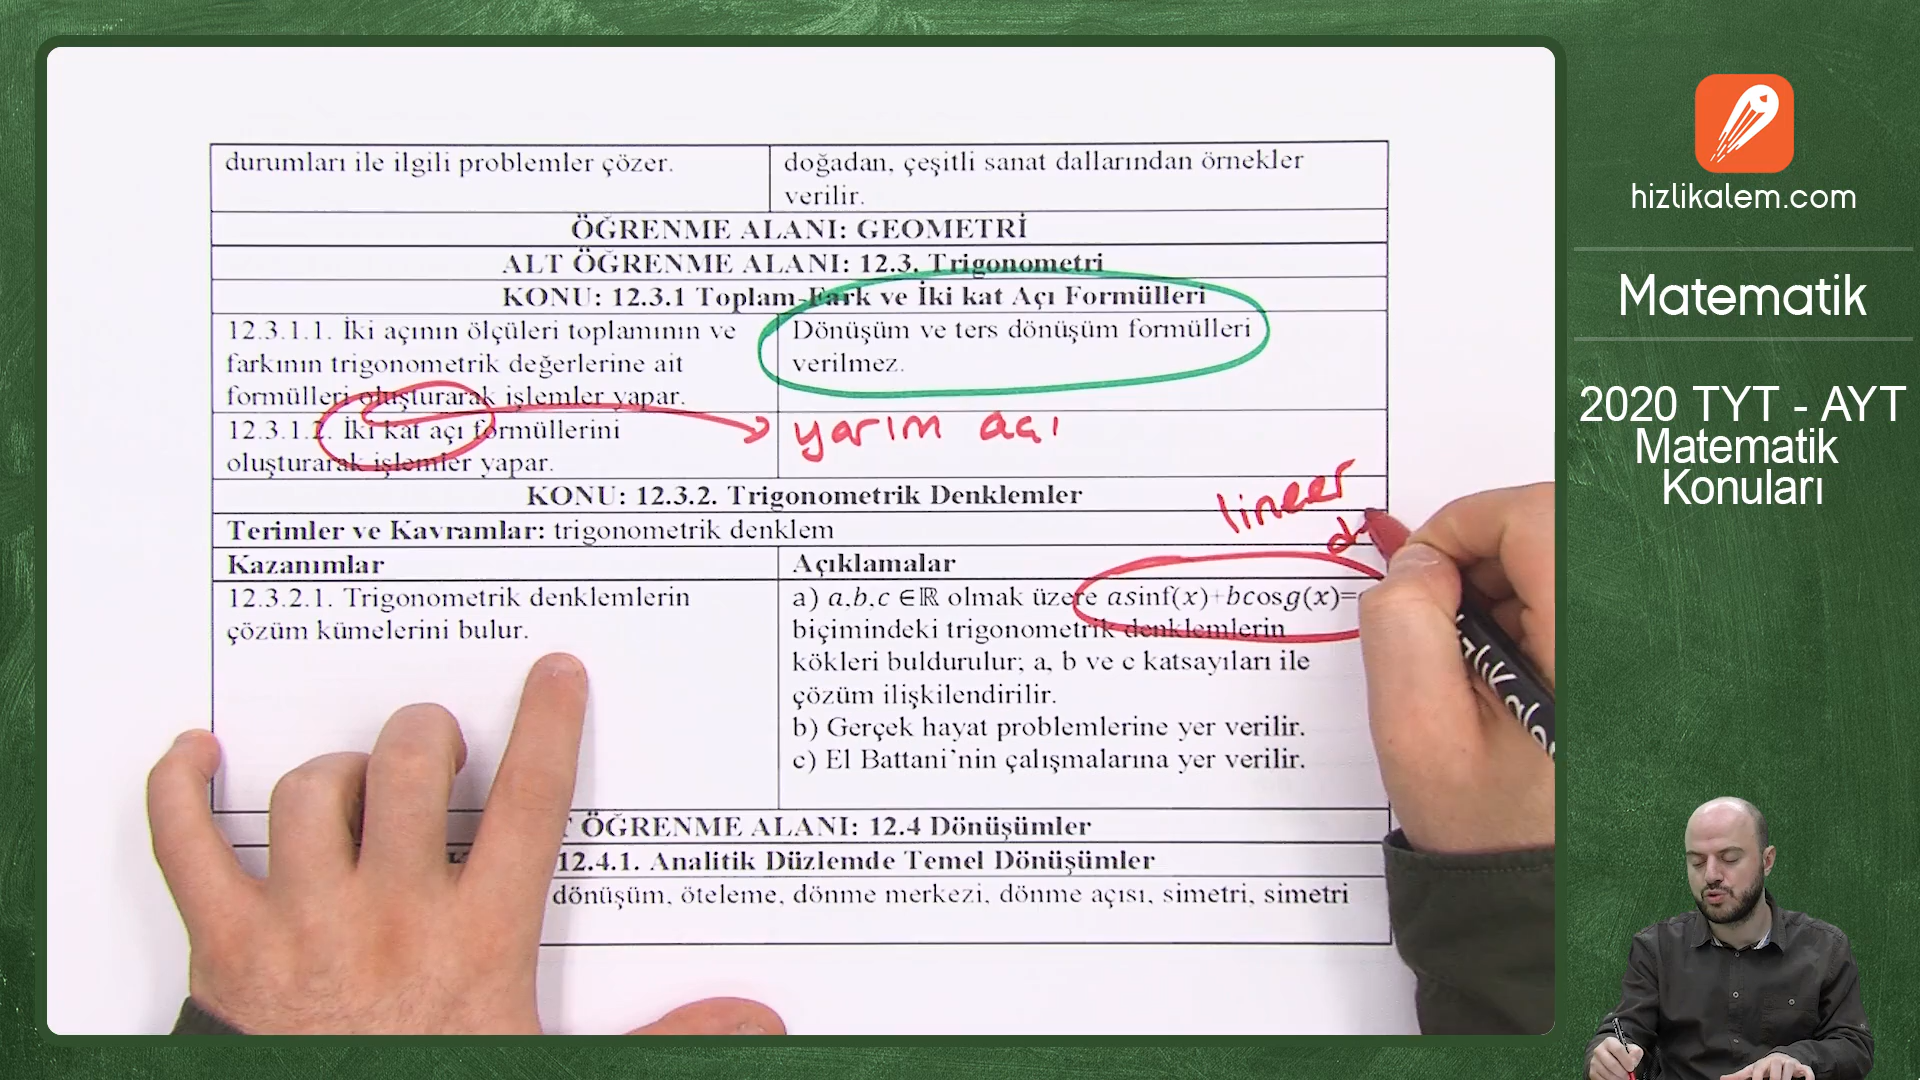 durumları ile ilgili problemler çözer.
doğadan, çeşitli sanat dallarından örnekler
verilir.
ÖĞRENME ALANI: GEOMETRİ
ALT ÖĞRENME ALANI: 12.3. Trigonometri
KONU: 12.3.1 Toplam-Fark ve İki kat Açı Formülleri
12.3.1.1. İki açının ölçüleri toplamının ve
farkının trigonometrik değerlerine ait
formülleri oluşturarak işlemler yapar.
Dönüşüm ve ters dönüşüm formülleri
verilmez.
12.3.1.2. İki kat açı formüllerini
oluşturarak işlemler yapar.
yarım açı
KONU: 12.3.2. Trigonometrik Denklemler
lineer
Terimler ve Kavramlar: trigonometrik denklem
Kazanımlar
Açıklamalar
12.3.2.1. Trigonometrik denklemlerin
çözüm kümelerini bulur.
a) a,b,c ∈ℝ olmak üzere asinf(x)+bcosg(x)=
biçimindeki trigonometrik denklemlerin
kökleri buldurulur; a, b ve c katsayıları ile
çözüm ilişkilendirilir.
b) Gerçek hayat problemlerine yer verilir.
c) El Battani'nin çalışmalarına yer verilir.
ÖĞRENME ALANI: 12.4 Dönüşümler
12.4.1. Analitik Düzlemde Temel Dönüşümler
dönüşüm, öteleme, dönme merkezi, dönme açısı, simetri, simetri
hizlikalem.com
Matematik
2020 TYT - AYT
Matematik
Konuları